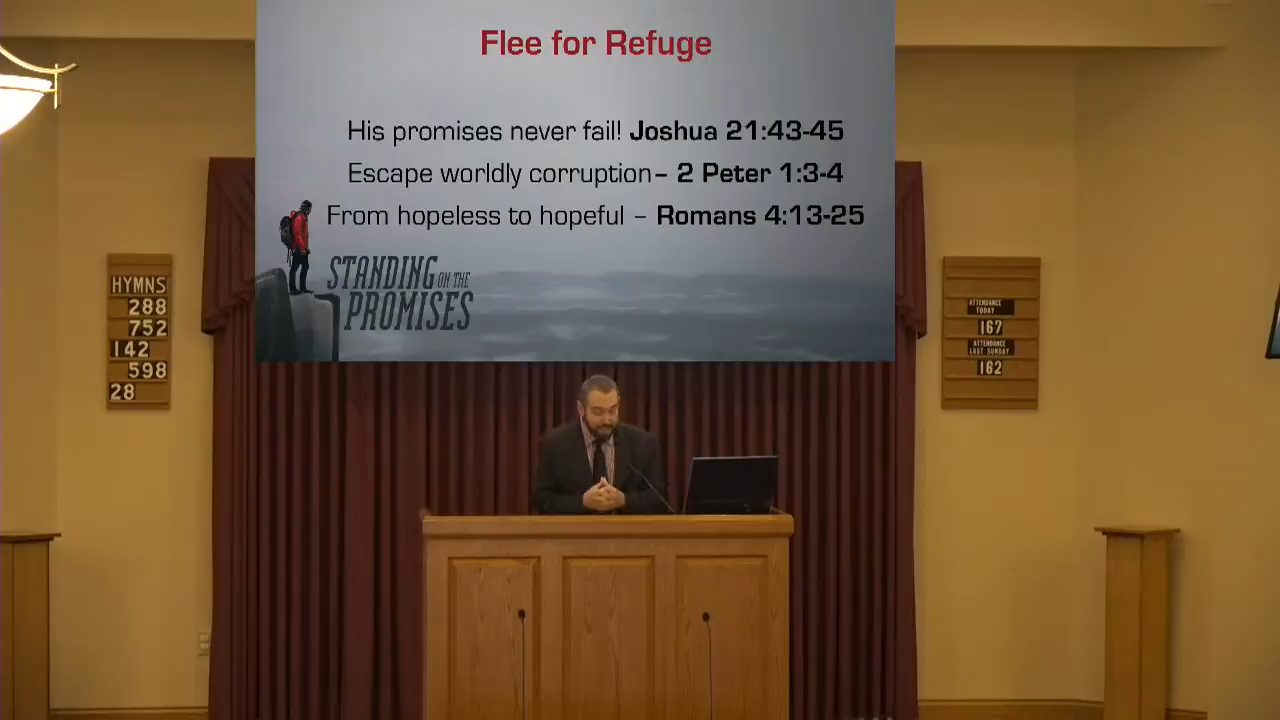 Flee for Refuge
His promises never fail! Joshua 21:43-45
Escape worldly corruption– 2 Peter 1:3-4
From hopeless to hopeful – Romans 4:13-25
STANDING ON THE
PROMISES
HYMNS
288
752
142
598
28
ATTENDANCE
TODAY
167
ATTENDANCE
LAST SUNDAY
162